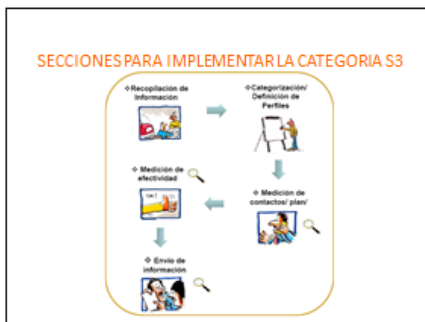 SECCIONES PARA IMPLEMENTAR LA CATEGORIA S3
❖Recopilación de
Información
❖Categorización/
Definición de
Perfiles
❖ Medición de
efectividad
❖ Medición de
contactos/ plan/
❖ Envío de
información